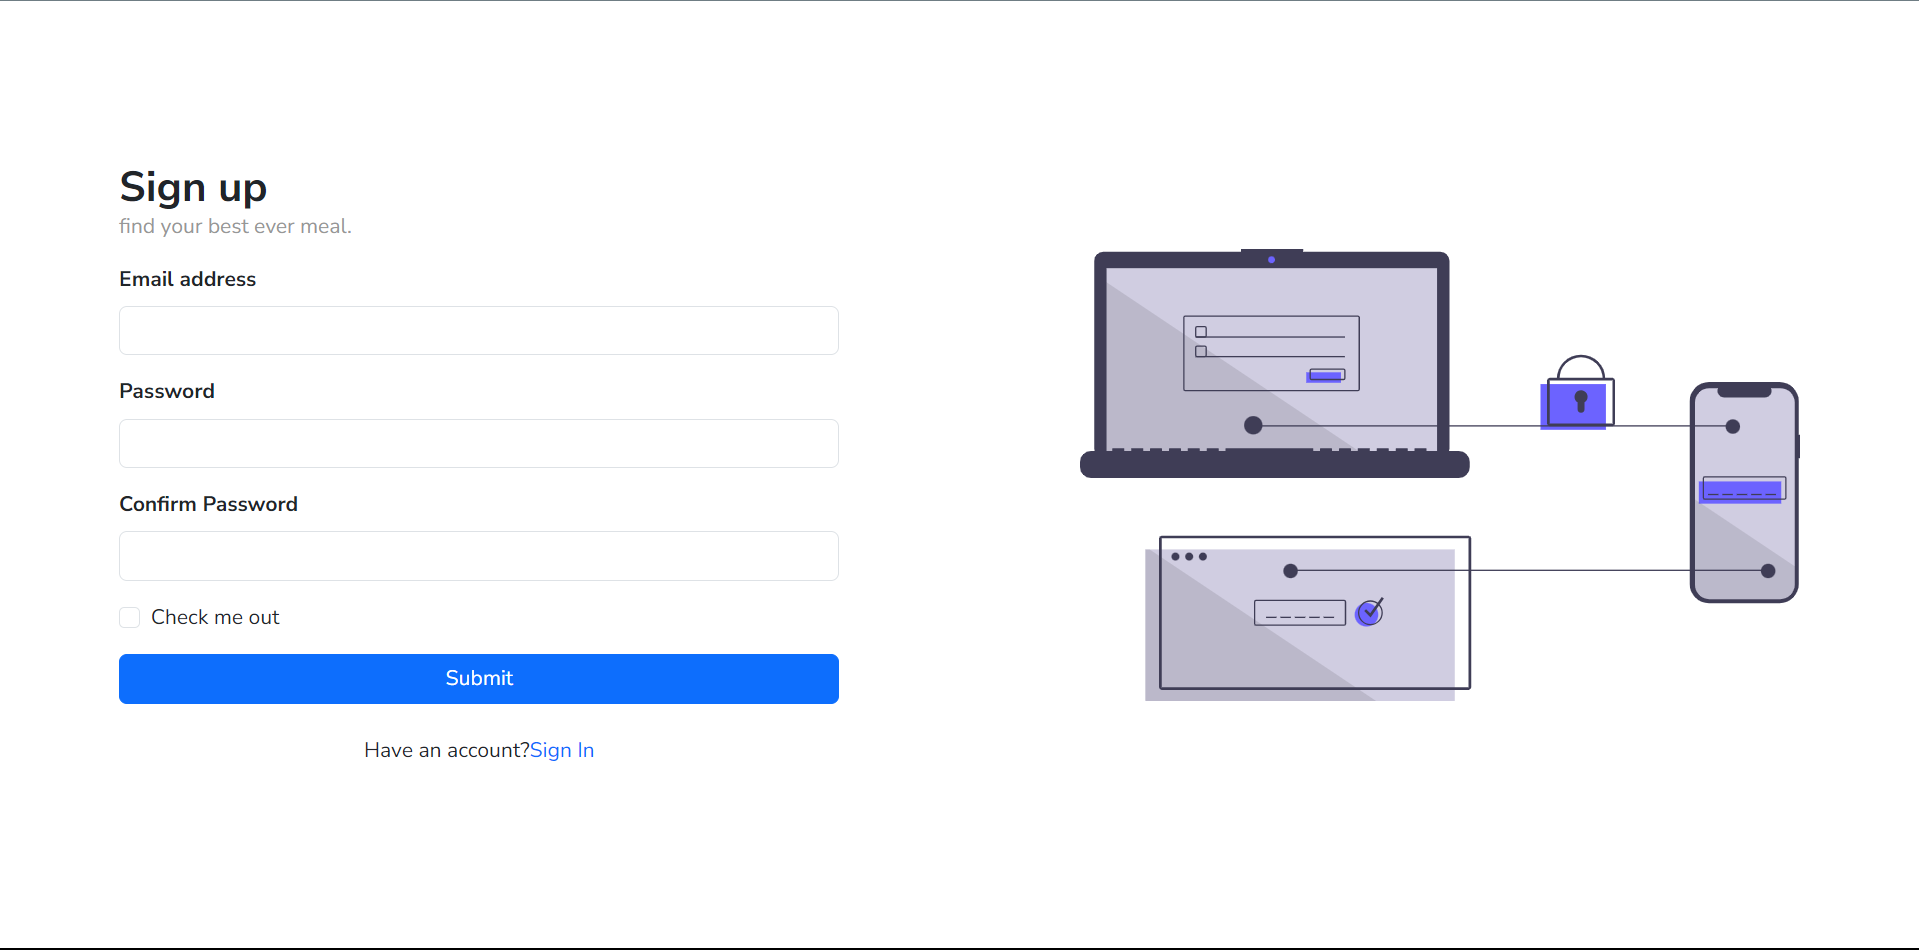 Sign up
find your best ever meal.
Email address
Password
Confirm Password
Check me out
Submit
Have an account?Sign In